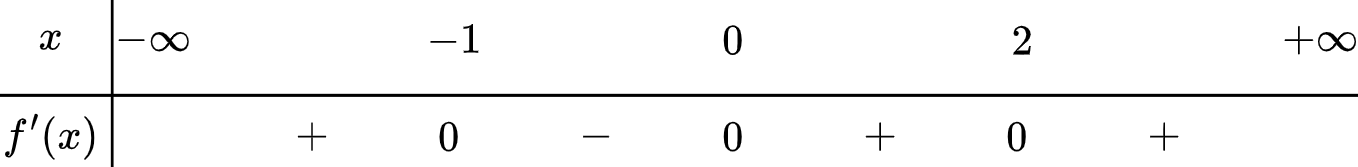 x −∞ −1 0 2 +∞
f′(x) + 0 − 0 + 0 +